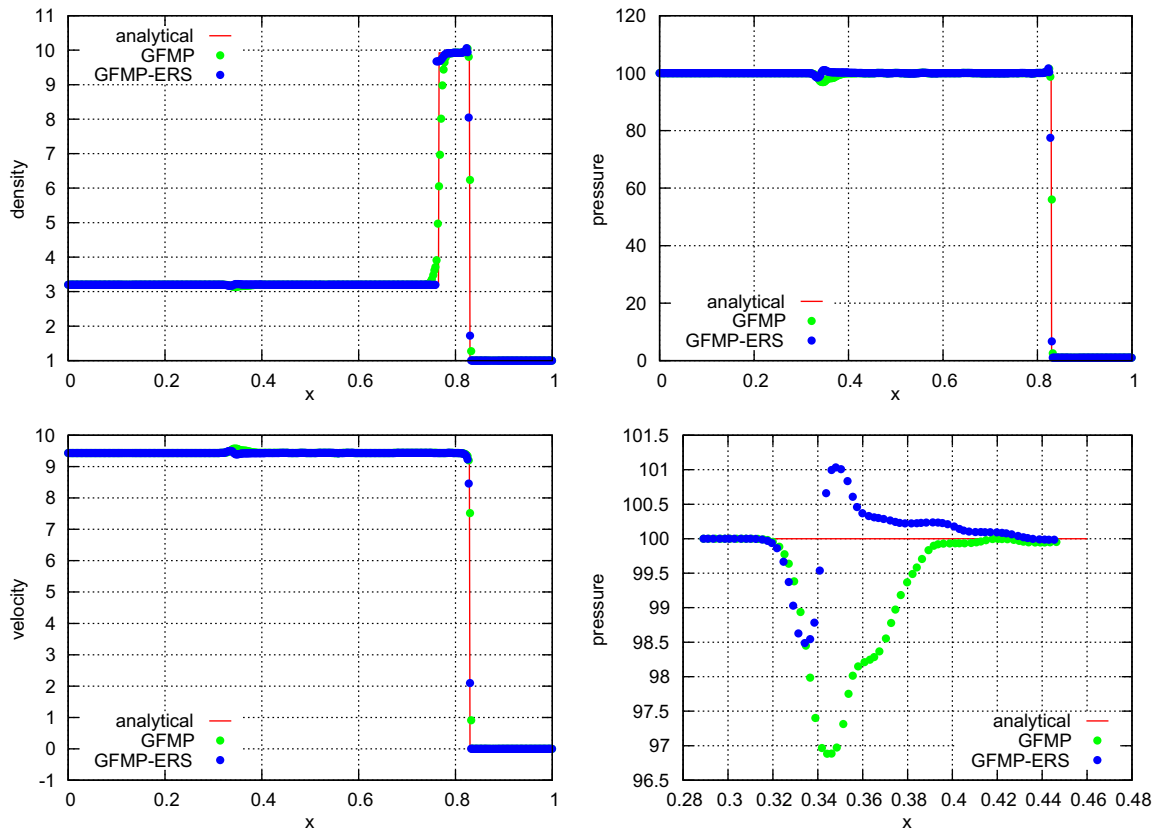 11
10
9
8
7
6
5
4
3
2
1
0 0.2 0.4 0.6 0.8 1
density
x
analytical
GFMP
GFMP-ERS
120
100
80
60
40
20
0
0 0.2 0.4 0.6 0.8 1
pressure
x
analytical
GFMP
GFMP-ERS
10
9
8
7
6
5
4
3
2
1
0
-1
0 0.2 0.4 0.6 0.8 1
velocity
x
analytical
GFMP
GFMP-ERS
101.5
101
100.5
100
99.5
99
98.5
98
97.5
97
96.5
0.28 0.3 0.32 0.34 0.36 0.38 0.4 0.42 0.44 0.46 0.48
pressure
x
analytical
GFMP
GFMP-ERS